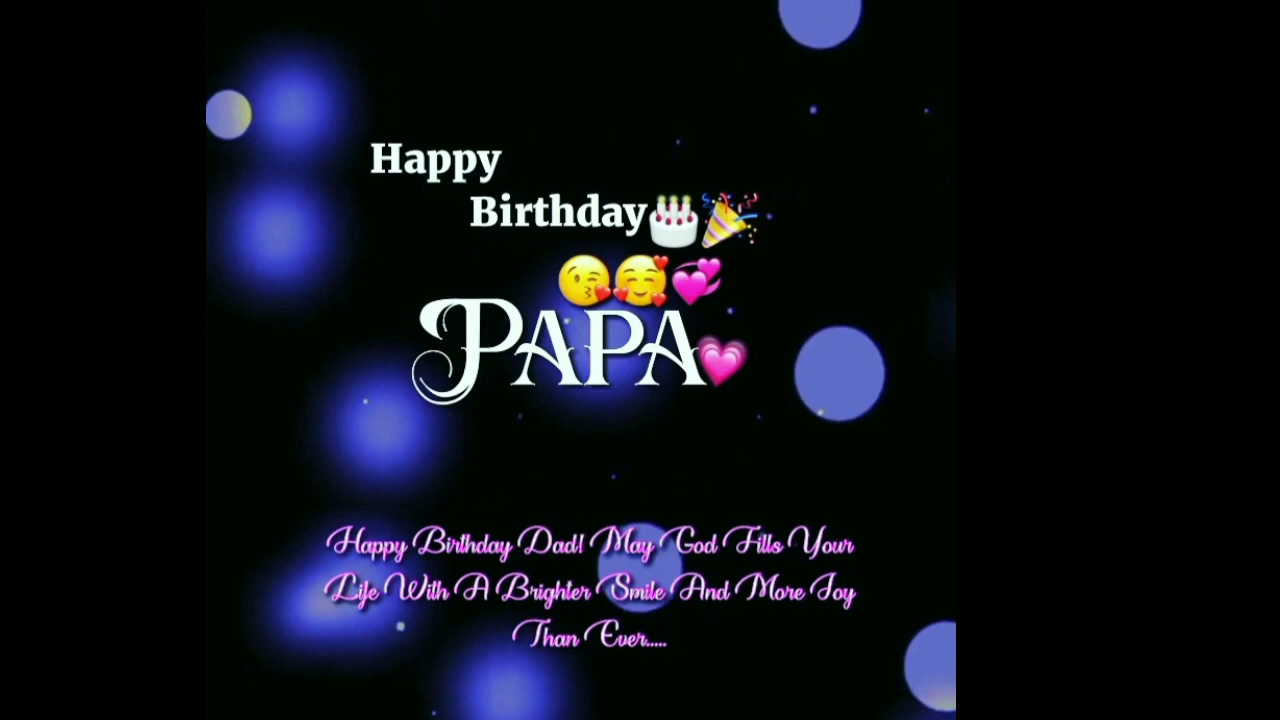 Happy
Birthday🎂🎉
😘🥰💞
PAPA💗
Happy Birthday Dad! May God Fills Your
Life With A Brighter Smile And More Joy
Than Ever.....